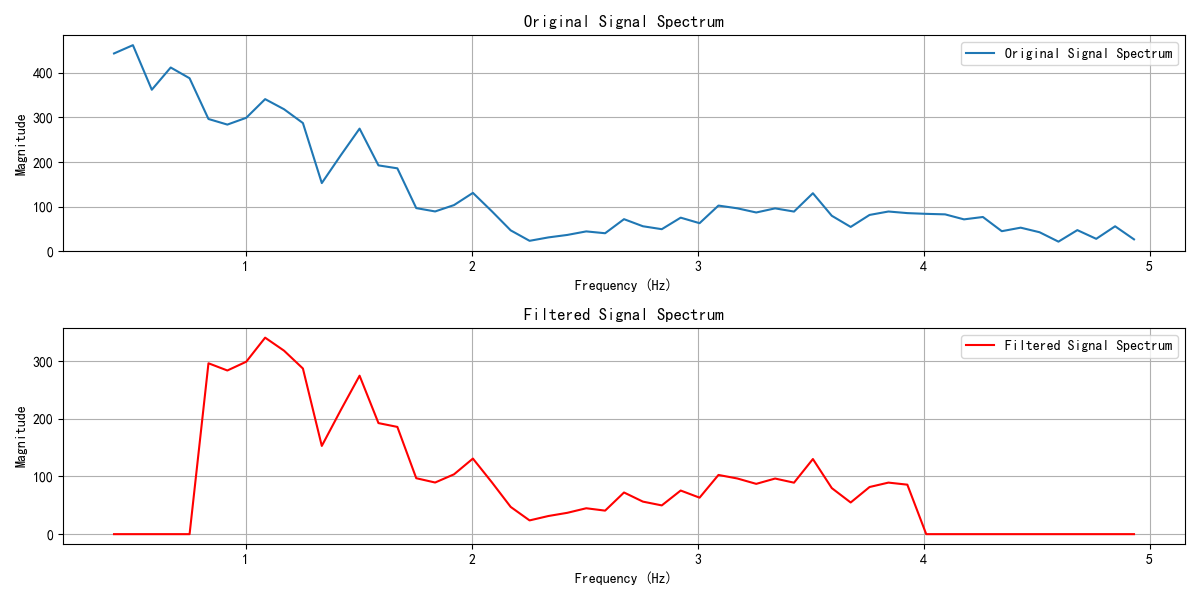 Original Signal Spectrum
Original Signal Spectrum
400
300
200
100
0
Magnitude
1 2 3 4 5
Frequency (Hz)
Filtered Signal Spectrum
Filtered Signal Spectrum
300
200
100
0
Magnitude
1 2 3 4 5
Frequency (Hz)